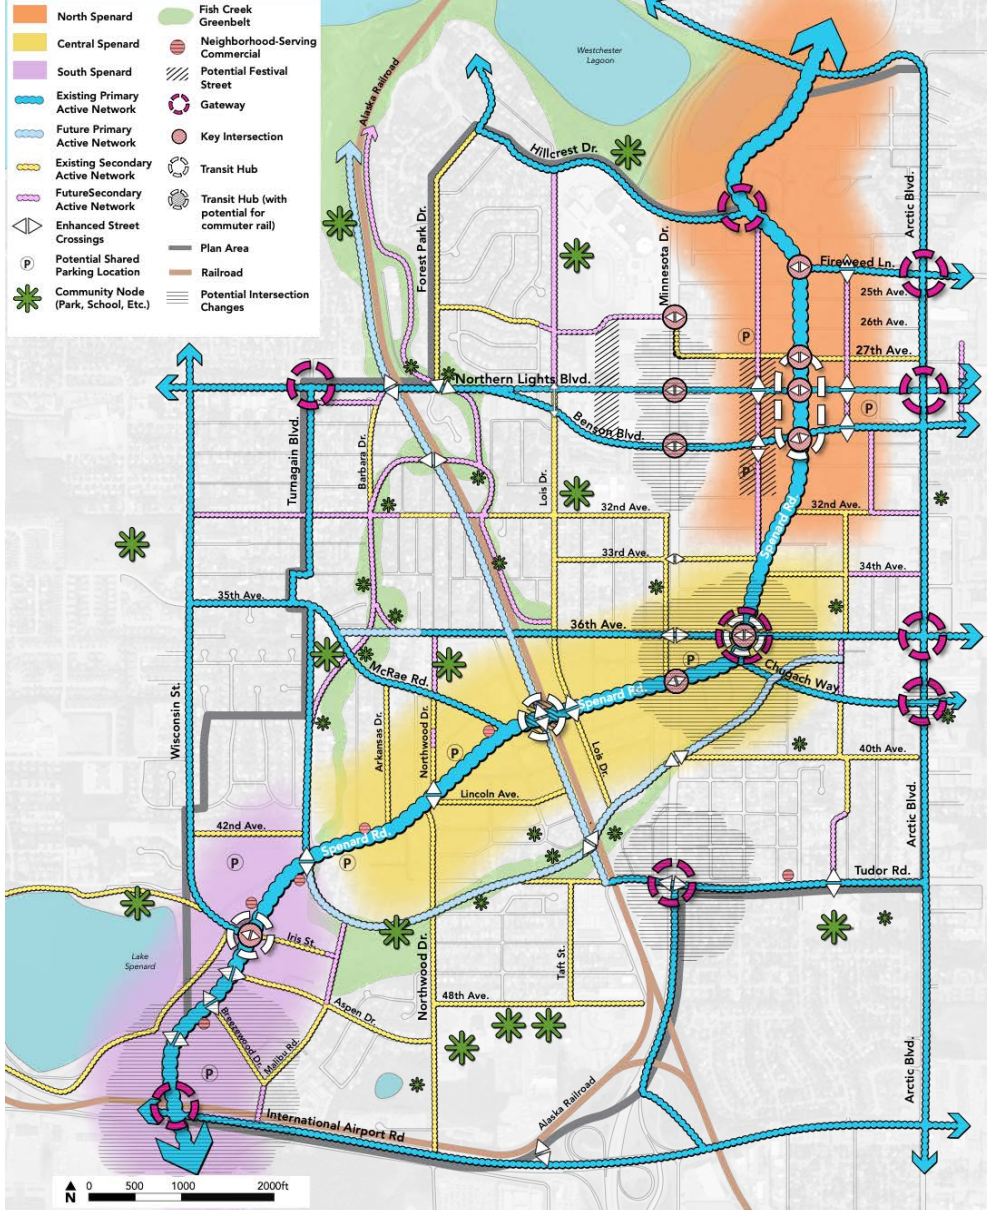 North Spenard
Central Spenard
South Spenard
Existing Primary
Active Network
Future Primary
Active Network
Existing Secondary
Active Network
FutureSecondary
Active Network
Enhanced Street
Crossings
P
Potential Shared
Parking Location
Community Node
(Park, School, Etc.)
Fish Creek
Greenbelt
Neighborhood-Serving
Commercial
Potential Festival
Street
Gateway
Key Intersection
Transit Hub
Transit Hub (with
potential for
commuter rail)
Plan Area
Railroad
Potential Intersection
Changes
Alaska Railroad
Westchester
Lagoon
Hillcrest Dr.
Forest Park Dr.
Minnesota Dr.
Arctic Blvd.
Fireweed Ln.
25th Ave.
26th Ave.
27th Ave.
P
Northern Lights Blvd.
P
Benson Blvd.
Turnagain Blvd.
Barbara Dr.
Lois Dr.
P
32nd Ave.
32nd Ave.
Spenard Rd.
33rd Ave.
34th Ave.
35th Ave.
36th Ave.
McRae Rd.
P
Chugach Way
Spenard Rd.
Wisconsin St.
Arkansas Dr.
Northwood Dr.
P
Lois Dr.
40th Ave.
Lincoln Ave.
Arctic Blvd.
42nd Ave.
Spenard Rd.
P
P
Tudor Rd.
Iris St.
Lake
Spenard
Northwood Dr.
Taft St.
48th Ave.
Aspen Dr.
Breezewood Dr.
Malibu Rd.
P
Arctic Blvd.
Alaska Railroad
International Airport Rd
N
0 500 1000 2000ft